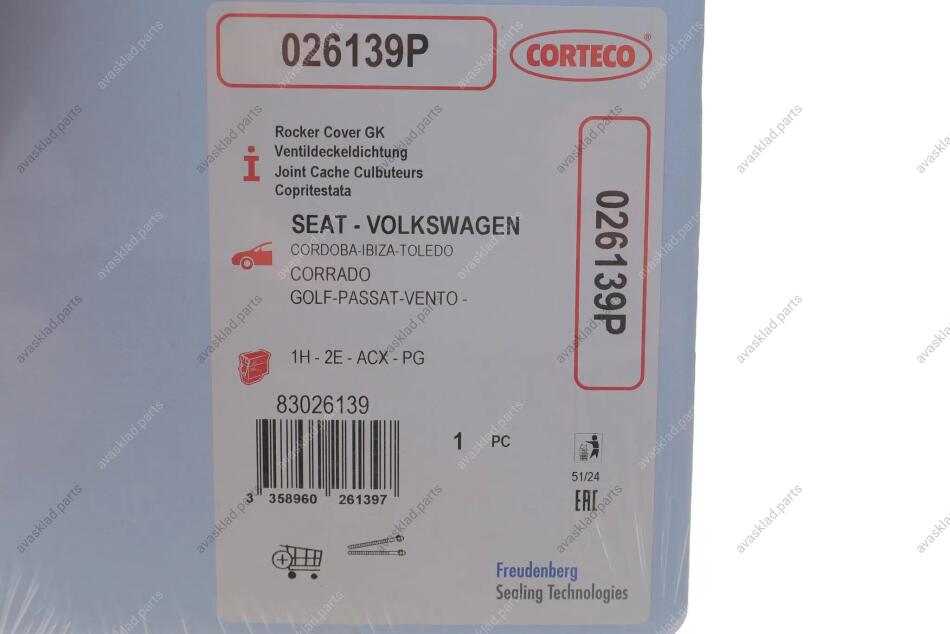 026139P
CORTECO ®
Rocker Cover GK
Ventildeckeldichtung
Joint Cache Culbuteurs
Copritestata
026139P
SEAT - VOLKSWAGEN
CORDOBA-IBIZA-TOLEDO
CORRADO
GOLF-PASSAT-VENTO -
1H - 2E - ACX - PG
83026139
1 PC
3 358960 261397
51/24
EAC
Freudenberg
Sealing Technologies
avasklad.parts